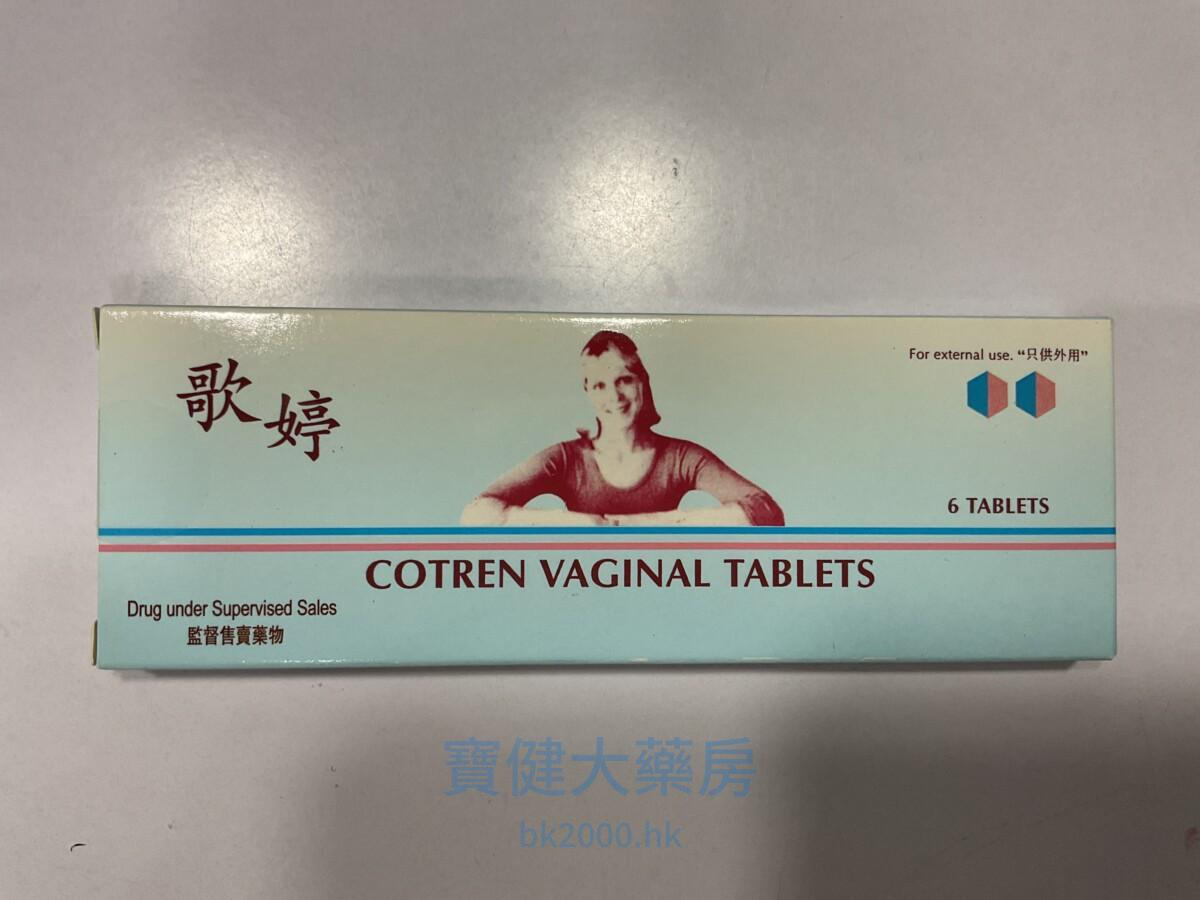 歌婷
For external use. “只供外用”
6 TABLETS
COTREN VAGINAL TABLETS
Drug under Supervised Sales
監督售賣藥物
寶健大藥房
bk2000.hk